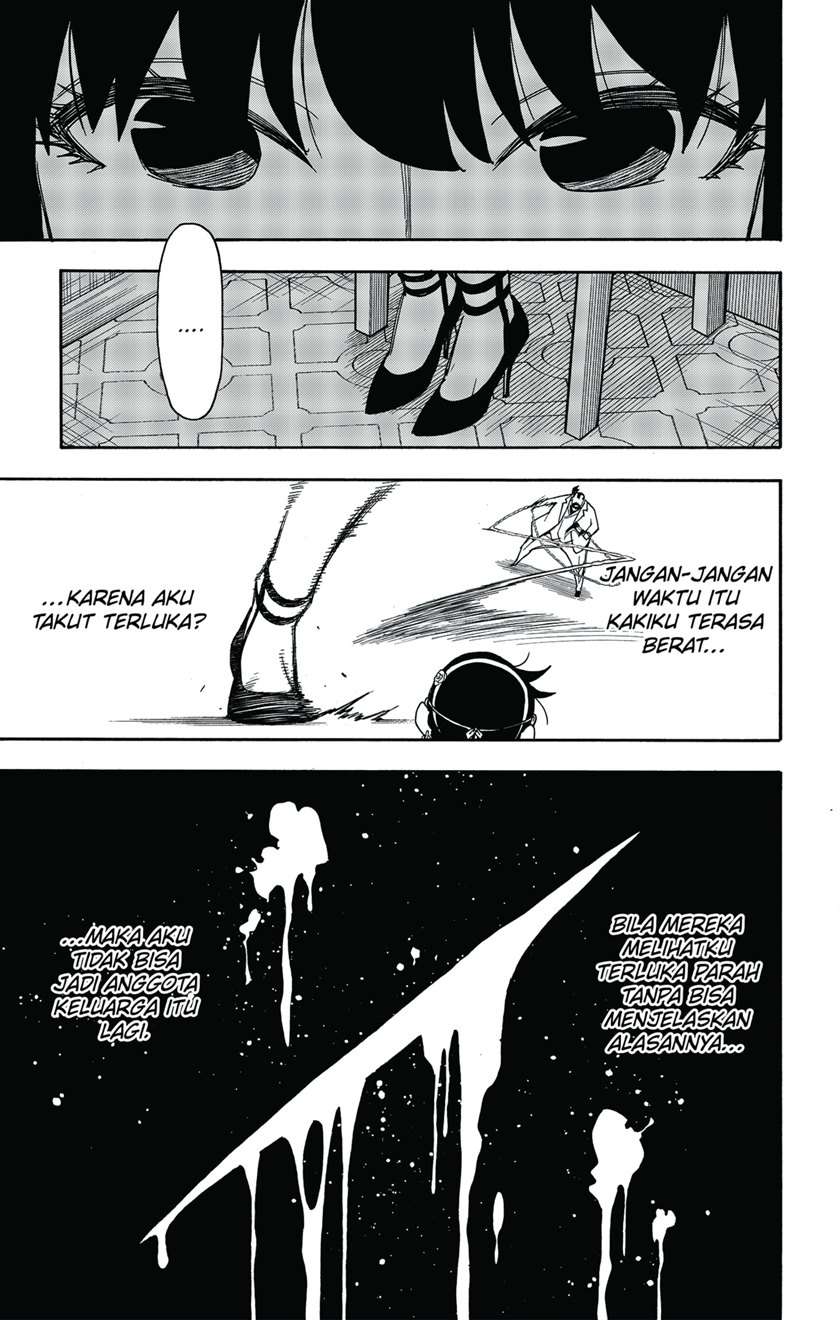 .....
JANGAN-JANGAN
WAKTU ITU
KAKIKU TERASA
BERAT...
...KARENA AKU
TAKUT TERLUKA?
BILA MEREKA
MELIHATKU
TERLUKA PARAH
TANPA BISA
MENJELASKAN
ALASANNYA...
...MAKA AKU
TIDAK BISA
JADI ANGGOTA
KELUARGA ITU
LAGI.